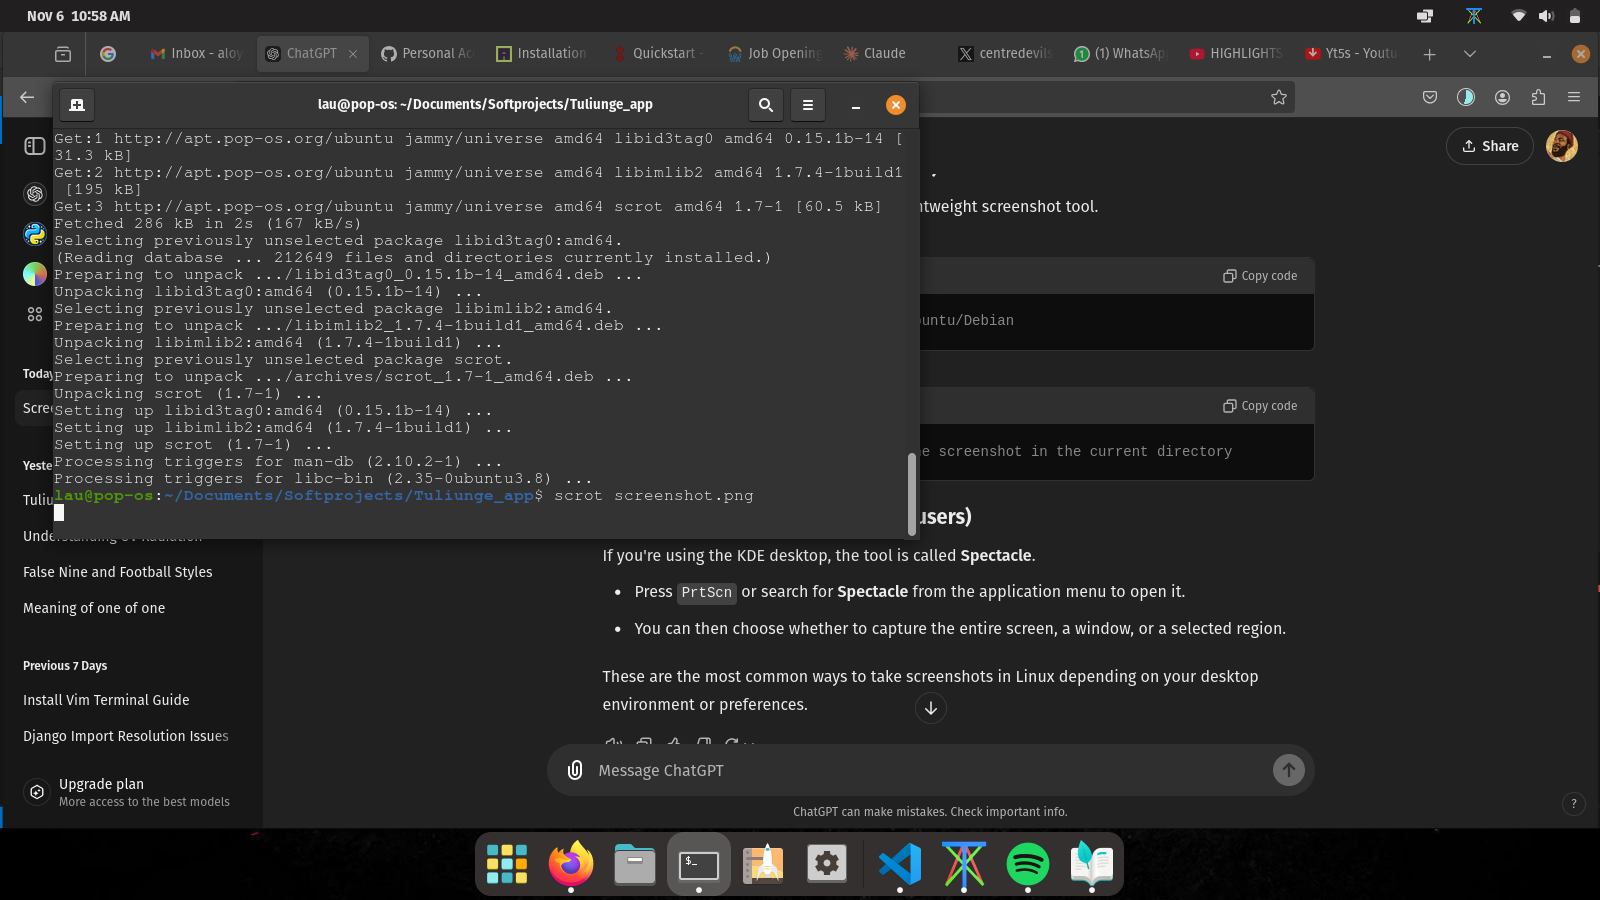 Nov 6 10:58 AM
Inbox - aloy
ChatGPT
Personal Ac
Installation
Quickstart -
Job Opening
Claude
centredevils
(1) WhatsAp
HIGHLIGHTS
Yt5s - Youtu
lau@pop-os: ~/Documents/Softprojects/Tuliunge_app
Get:1 http://apt.pop-os.org/ubuntu jammy/universe amd64 libid3tag0 amd64 0.15.1b-14 [
31.3 kB]
Get:2 http://apt.pop-os.org/ubuntu jammy/universe amd64 libimlib2 amd64 1.7.4-1build1
[195 kB]
Get:3 http://apt.pop-os.org/ubuntu jammy/universe amd64 scrot amd64 1.7-1 [60.5 kB]
Fetched 286 kB in 2s (167 kB/s)
Selecting previously unselected package libid3tag0:amd64.
(Reading database ... 212649 files and directories currently installed.)
Preparing to unpack .../libid3tag0_0.15.1b-14_amd64.deb ...
Unpacking libid3tag0:amd64 (0.15.1b-14) ...
Selecting previously unselected package libimlib2:amd64.
Preparing to unpack .../libimlib2_1.7.4-1build1_amd64.deb ...
Unpacking libimlib2:amd64 (1.7.4-1build1) ...
Selecting previously unselected package scrot.
Preparing to unpack .../archives/scrot_1.7-1_amd64.deb ...
Unpacking scrot (1.7-1) ...
Setting up libid3tag0:amd64 (0.15.1b-14) ...
Setting up libimlib2:amd64 (1.7.4-1build1) ...
Setting up scrot (1.7-1) ...
Processing triggers for man-db (2.10.2-1) ...
Processing triggers for libc-bin (2.35-0ubuntu3.8) ...
lau@pop-os:~/Documents/Softprojects/Tuliunge_app$ scrot screenshot.png
Share
ntweight screenshot tool.
Copy code
buntu/Debian
Copy code
e screenshot in the current directory
users)
If you're using the KDE desktop, the tool is called Spectacle.
• Press PrtScn or search for Spectacle from the application menu to open it.
• You can then choose whether to capture the entire screen, a window, or a selected region.
These are the most common ways to take screenshots in Linux depending on your desktop
environment or preferences.
Message ChatGPT
ChatGPT can make mistakes. Check important info.
?
Today
Scree
Yeste
Tuliu
False Nine and Football Styles
Meaning of one of one
Previous 7 Days
Install Vim Terminal Guide
Django Import Resolution Issues
Upgrade plan
More access to the best models